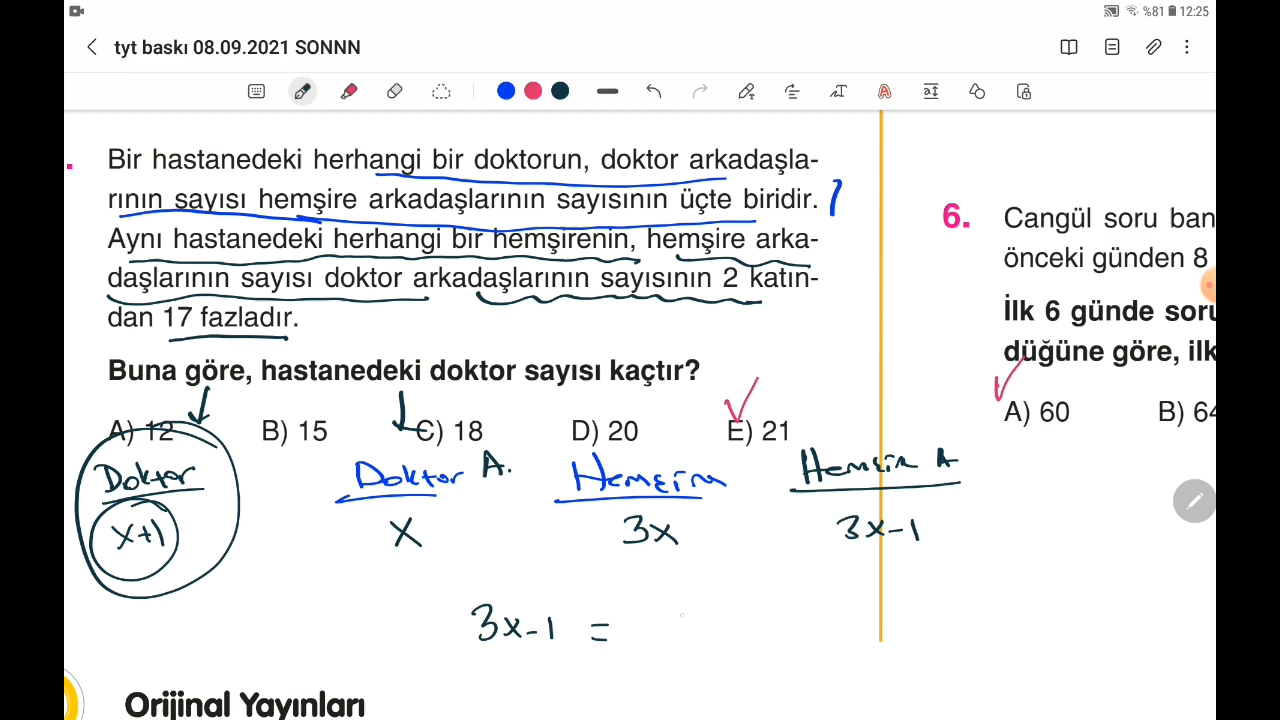 %81 12:25
tyt baskı 08.09.2021 SONNN
Bir hastanedeki herhangi bir doktorun, doktor arkadaşla-
rının sayısı hemşire arkadaşlarının sayısının üçte biridir.
Aynı hastanedeki herhangi bir hemşirenin, hemşire arka-
daşlarının sayısı doktor arkadaşlarının sayısının 2 katın-
dan 17 fazladır.
Buna göre, hastanedeki doktor sayısı kaçtır?
A) 12 B) 15 C) 18 D) 20 E) 21
Doktor Doktor A. Hemşire Hemşire A
x+1 x 3x 3x-1
3x-1 =
Orijinal Yayınları
6. Cangül soru ban
önceki günden 8
İlk 6 günde soru
düğüne göre, ilk
A) 60 B) 64